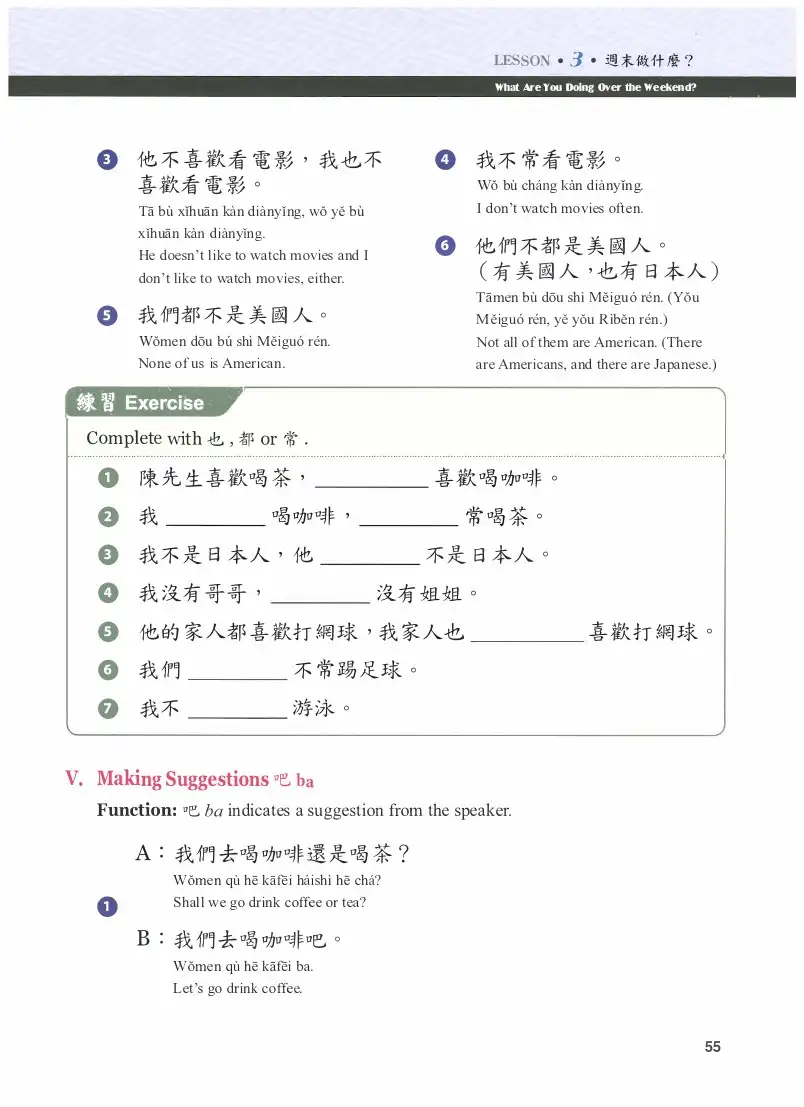 LESSON • 3 • 週末做什麼？
What Are You Doing Over the Weekend?
3 他不喜歡看電影，我也不
喜歡看電影。
Tā bù xǐhuān kàn diànyǐng, wǒ yě bù
xǐhuān kàn diànyǐng.
He doesn't like to watch movies and I
don't like to watch movies, either.
5 我們都不是美國人。
Wǒmen dōu bú shì Měiguó rén.
None of us is American.
4 我不常看電影。
Wǒ bù cháng kàn diànyǐng.
I don't watch movies often.
6 他們不都是美國人。
（有美國人，也有日本人）
Tāmen bù dōu shì Měiguó rén. (Yǒu
Měiguó rén, yě yǒu Rìběn rén.)
Not all of them are American. (There
are Americans, and there are Japanese.)
練習 Exercise
Complete with 也 , 都 or 常 .
1 陳先生喜歡喝茶，__________ 喜歡喝咖啡。
2 我 __________ 喝咖啡，__________ 常喝茶。
3 我不是日本人，他 __________ 不是日本人。
4 我沒有哥哥，__________ 沒有姐姐。
5 他的家人都喜歡打網球，我家人也 __________ 喜歡打網球。
6 我們 __________ 不常踢足球。
7 我不 __________ 游泳。
V. Making Suggestions 吧 ba
Function: 吧 ba indicates a suggestion from the speaker.
1
A：我們去喝咖啡還是喝茶？
Wǒmen qù hē kāfēi háishì hē chá?
Shall we go drink coffee or tea?
B：我們去喝咖啡吧。
Wǒmen qù hē kāfēi ba.
Let's go drink coffee.
55